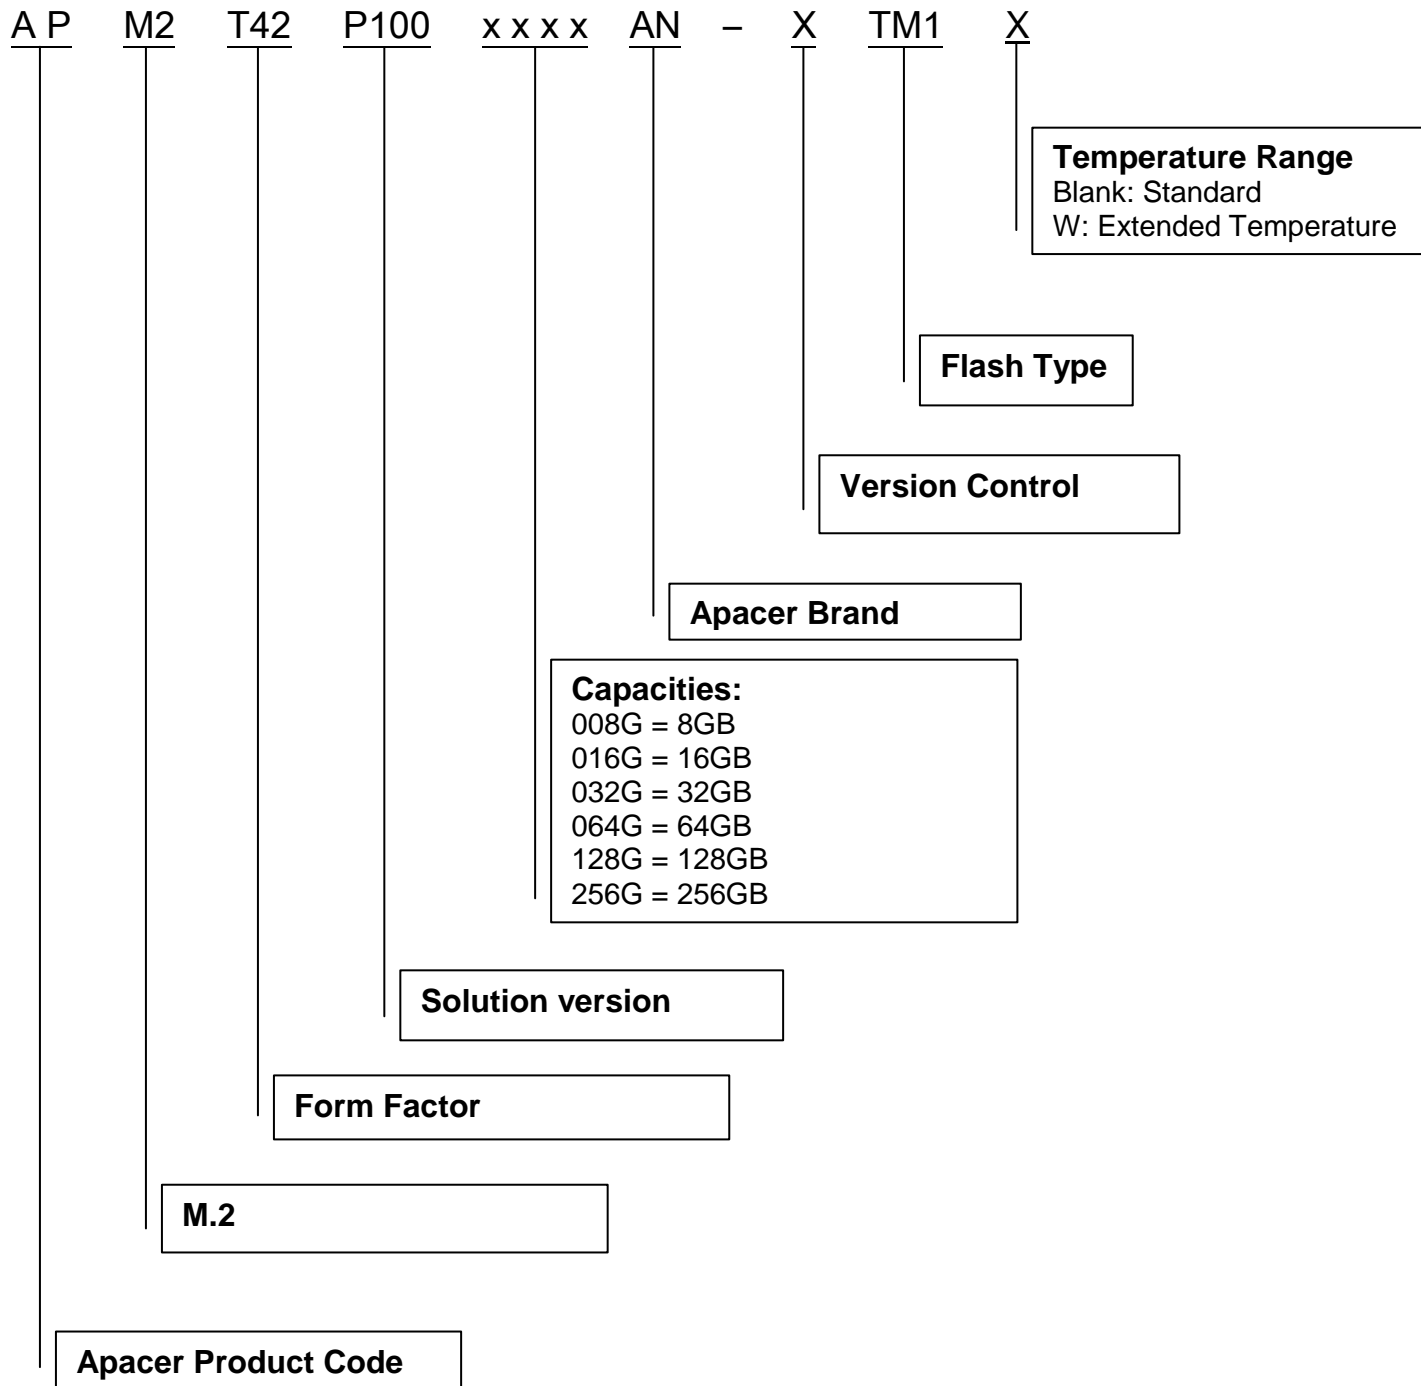 A P M2 T42 P100 x x x x AN – X TM1 X
Temperature Range
Blank: Standard
W: Extended Temperature
Flash Type
Version Control
Apacer Brand
Capacities:
008G = 8GB
016G = 16GB
032G = 32GB
064G = 64GB
128G = 128GB
256G = 256GB
Solution version
Form Factor
M.2
Apacer Product Code